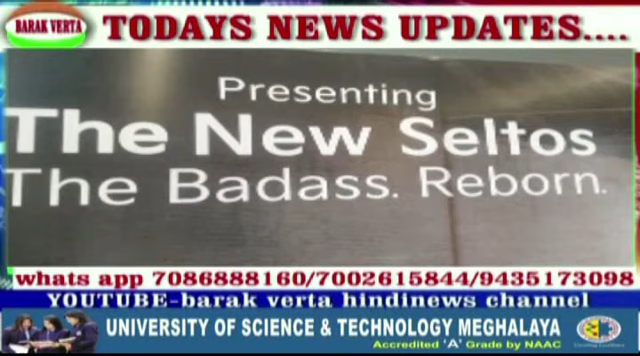 BARAK VERTA
TODAYS NEWS UPDATES....
Presenting
The New Seltos
The Badass. Reborn.
whats app 7086888160/7002615844/9435173098
YOUTUBE-barak verta hindinews channel
UNIVERSITY OF SCIENCE & TECHNOLOGY MEGHALAYA
Accredited 'A' Grade by NAAC